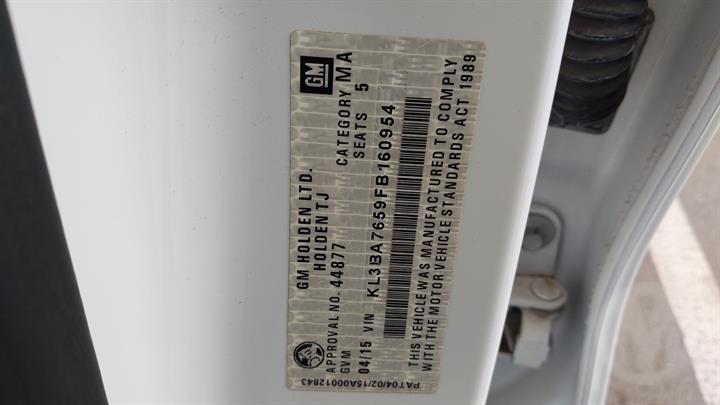 GM
GM HOLDEN LTD.
HOLDEN TJ
APPROVAL NO. 44877 CATEGORY MA
GVM SEATS 5
04/15 VIN KL3BA7659FB160954
THIS VEHICLE WAS MANUFACTURED TO COMPLY
WITH THE MOTOR VEHICLE STANDARDS ACT 1989
PAT04/02/15A00012843